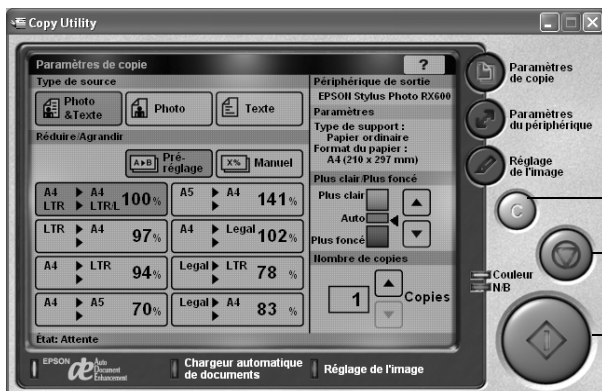 Copy Utility
Paramètres de copie
?
Type de source
Photo
&Texte
Photo
Texte
Réduire/Agrandir
A▶B
Pré-
réglage
X%
Manuel
A4 ▶ A4
LTR ▶ LTR/L
100%
A5 ▶ A4
141%
LTR ▶ A4
97%
A4 ▶ Legal
102%
A4 ▶ LTR
94%
Legal ▶ LTR
78 %
A4 ▶ A5
70%
Legal ▶ A4
83 %
État: Attente
Périphérique de sortie
EPSON Stylus Photo RX600
Paramètres
Type de support :
Papier ordinaire
Format du papier :
A4 (210 x 297 mm)
Plus clair/Plus foncé
Plus clair
Auto
Plus foncé
Nombre de copies
1
Copies
Paramètres
de copie
Paramètres
du périphérique
Réglage
de l'image
C
Couleur
N/B
EPSON
Auto
Document
Enhancement
Chargeur automatique
de documents
Réglage de l'image